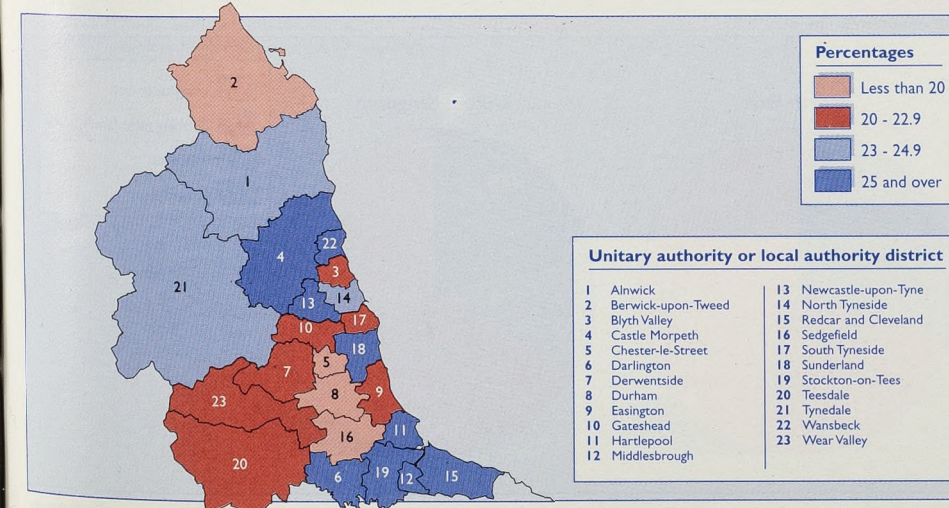 Percentages
Less than 20
20 - 22.9
23 - 24.9
25 and over
2
1
4
22
3
21
13
14
10
17
18
5
7
8
9
23
11
16
20
6
19
12
15
Unitary authority or local authority district
1 Alnwick
2 Berwick-upon-Tweed
3 Blyth Valley
4 Castle Morpeth
5 Chester-le-Street
6 Darlington
7 Derwentside
8 Durham
9 Easington
10 Gateshead
11 Hartlepool
12 Middlesbrough
13 Newcastle-upon-Tyne
14 North Tyneside
15 Redcar and Cleveland
16 Sedgefield
17 South Tyneside
18 Sunderland
19 Stockton-on-Tees
20 Teesdale
21 Tynedale
22 Wansbeck
23 Wear Valley